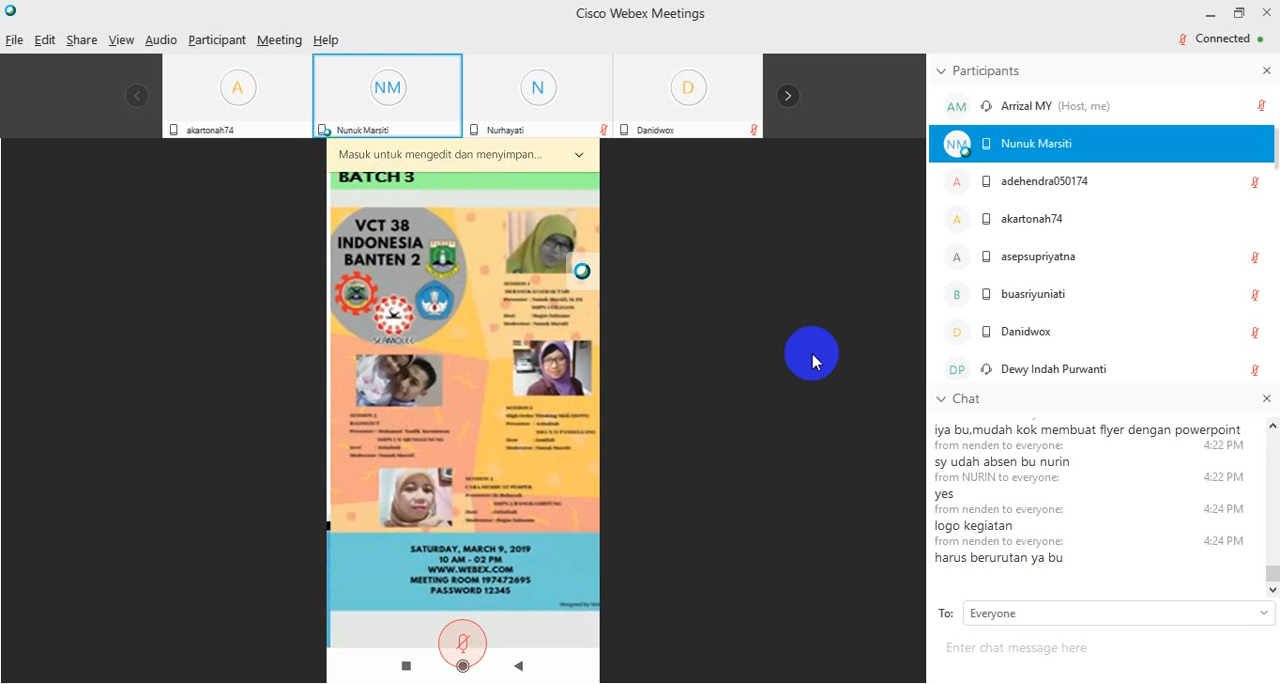 Cisco Webex Meetings
File Edit Share View Audio Participant Meeting Help
Connected
A
akartonah74
NM
Nunuk Marsiti
N
Nurhayati
D
Danidwox
Masuk untuk mengedit dan menyimpan...
BATCH 3
VCT 38
INDONESIA
BANTEN 2
SEAMOLEC
SATURDAY, MARCH 9, 2019
10 AM - 02 PM
WWW.WEBEX.COM
MEETING ROOM 197472695
PASSWORD 12345
Participants
AM Arrizal MY (Host, me)
NM Nunuk Marsiti
A adehendra050174
A akartonah74
A asepsupriyatna
B buasriyuniati
D Danidwox
DP Dewy Indah Purwanti
Chat
iya bu,mudah kok membuat flyer dengan powerpoint
from nenden to everyone: 4:22 PM
sy udah absen bu nurin
from NURIN to everyone: 4:22 PM
yes
from nenden to everyone: 4:24 PM
logo kegiatan
from nenden to everyone: 4:24 PM
harus berurutan ya bu
To: Everyone
Enter chat message here